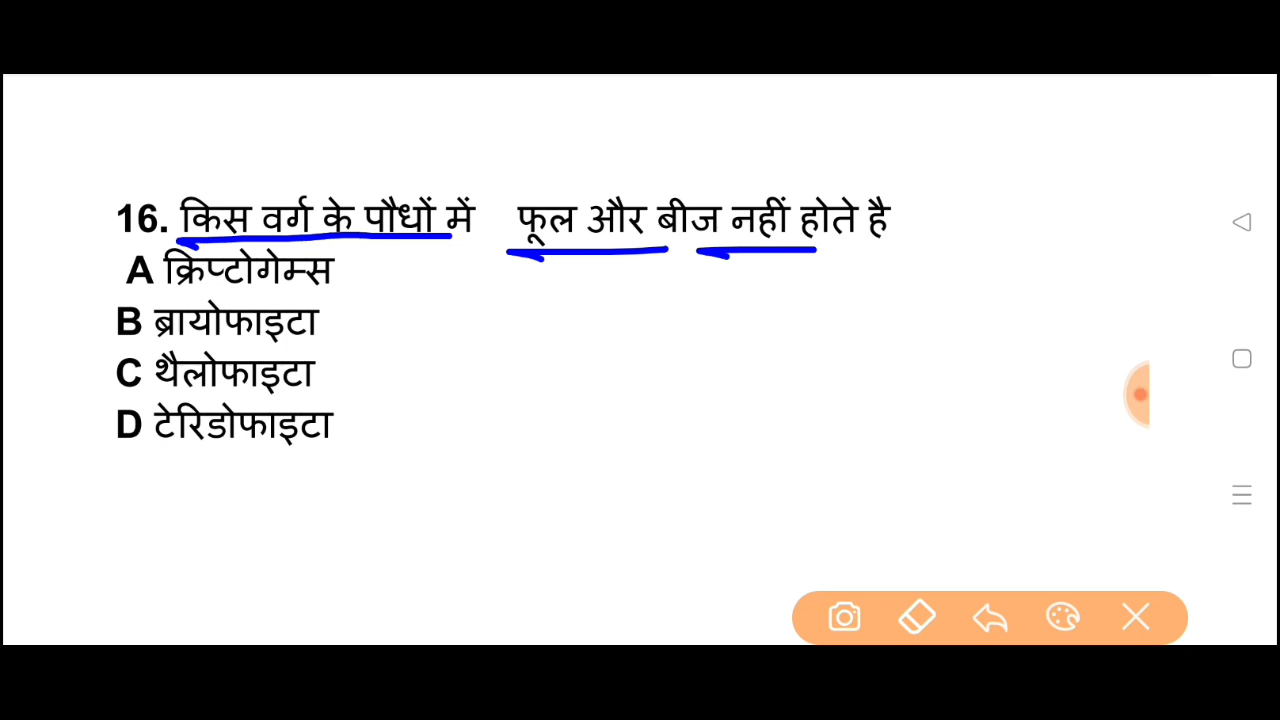 16. किस वर्ग के पौधों में फूल और बीज नहीं होते है
A क्रिप्टोगेम्स
B ब्रायोफाइटा
C थैलोफाइटा
D टेरिडोफाइटा